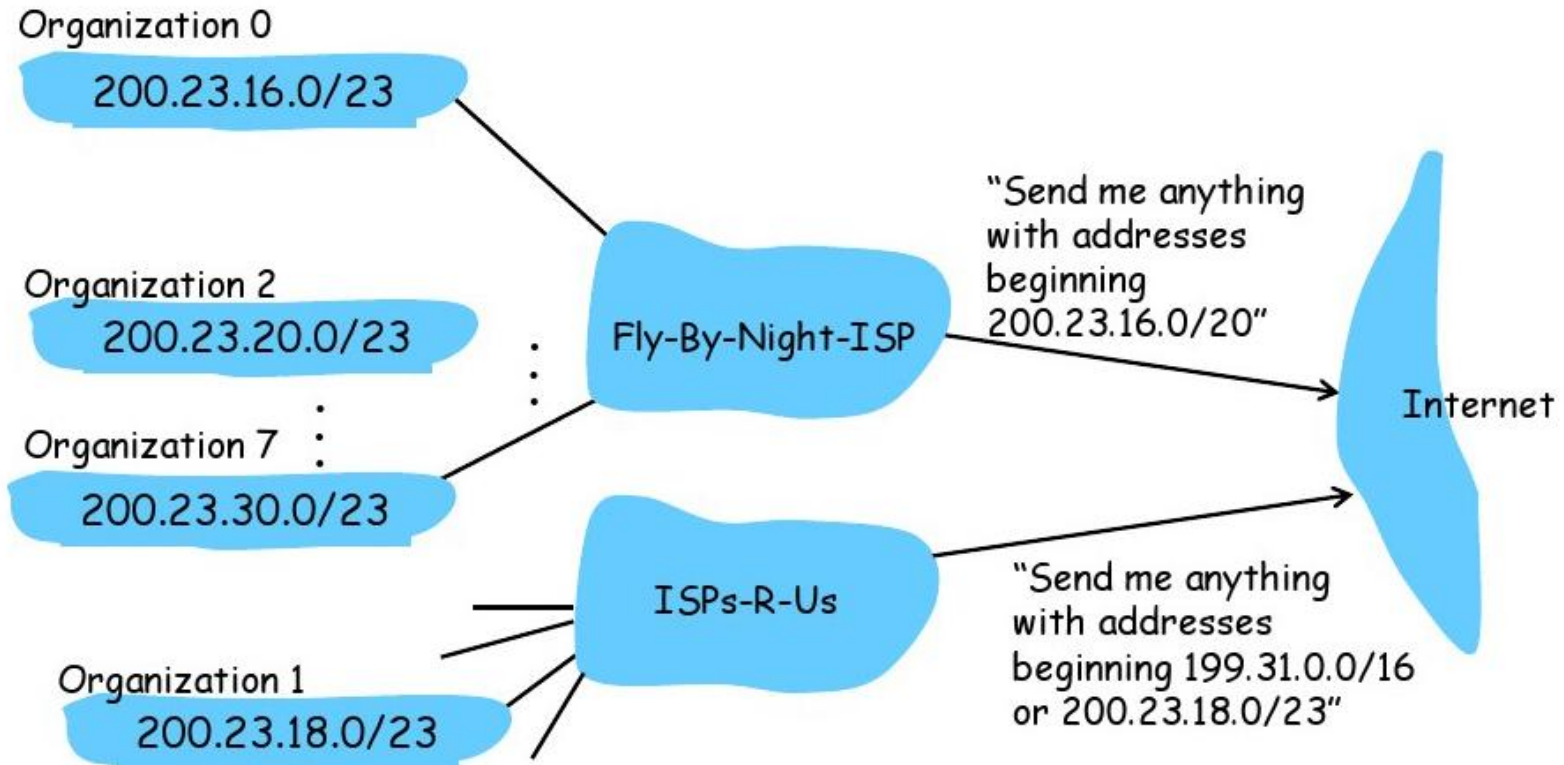 Organization 0
200.23.16.0/23
Organization 2
200.23.20.0/23
Organization 7
200.23.30.0/23
Fly-By-Night-ISP
“Send me anything
with addresses
beginning
200.23.16.0/20”
Internet
ISPs-R-Us
“Send me anything
with addresses
beginning 199.31.0.0/16
or 200.23.18.0/23”
Organization 1
200.23.18.0/23